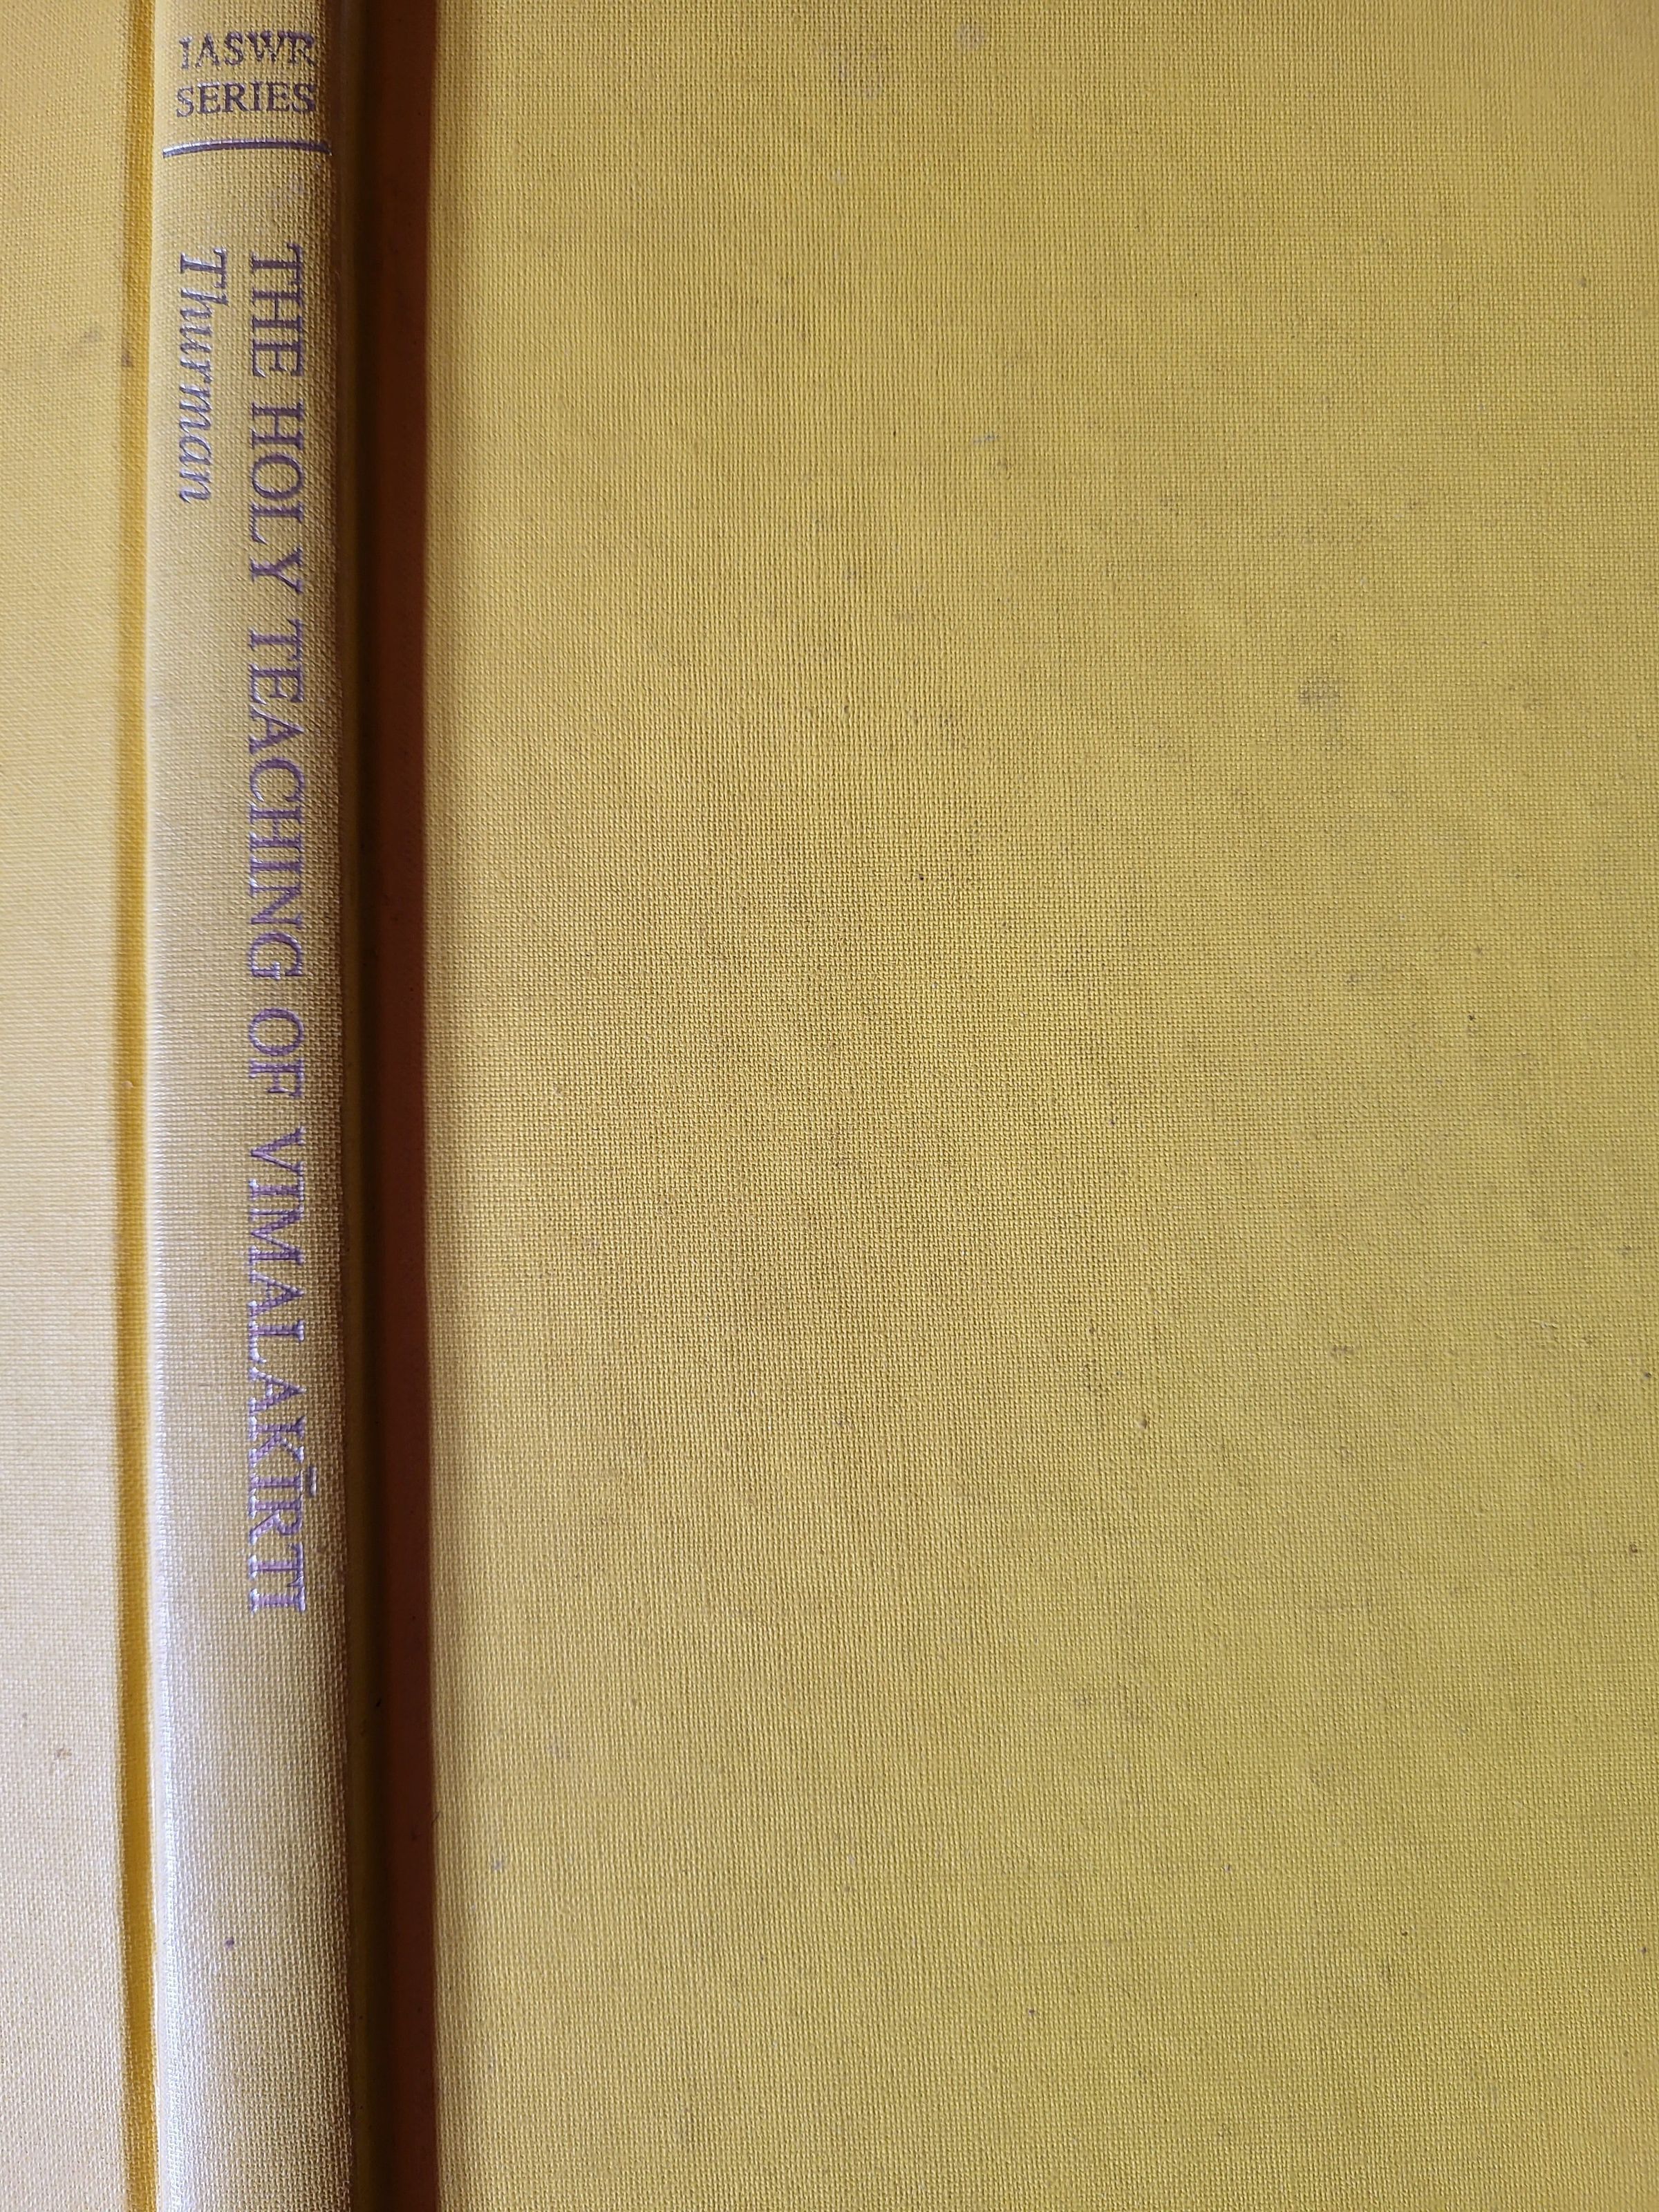 IASWR
SERIES
THE HOLY TEACHING OF VIMALAKĪRTI
Thurman